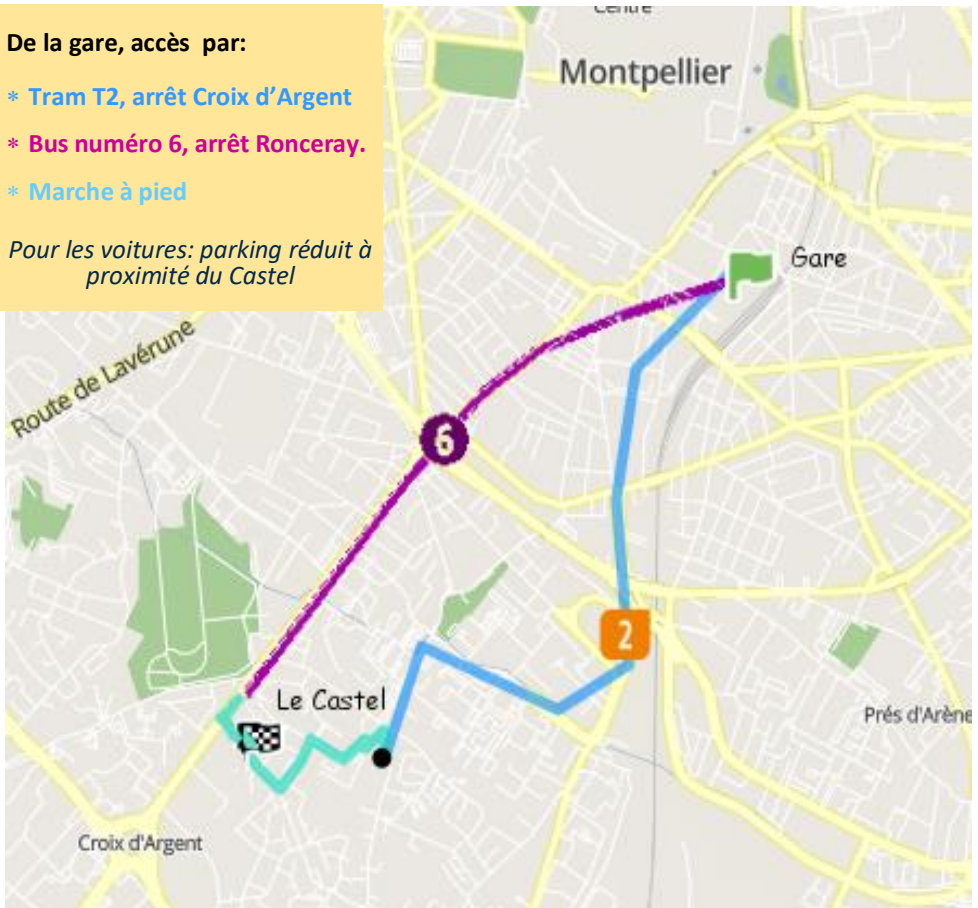 Centre
De la gare, accès par:
* Tram T2, arrêt Croix d'Argent
* Bus numéro 6, arrêt Ronceray.
* Marche à pied
Pour les voitures: parking réduit à
proximité du Castel
Montpellier
Gare
Route de Lavérune
6
2
Le Castel
Prés d'Arène
Croix d'Argent